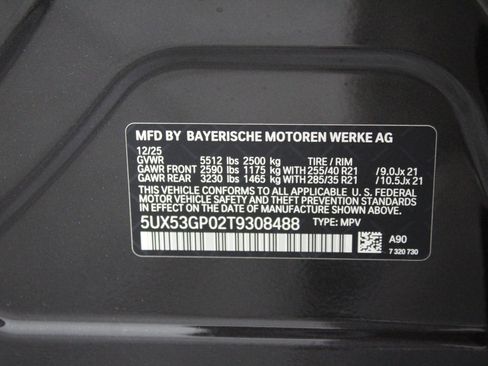 MFD BY BAYERISCHE MOTOREN WERKE AG
12/25
GVWR 5512 lbs 2500 kg TIRE / RIM
GAWR FRONT 2590 lbs 1175 kg WITH 255/40 R21 / 9.0Jx 21
GAWR REAR 3230 lbs 1465 kg WITH 285/35 R21 / 10.5Jx 21
THIS VEHICLE CONFORMS TO ALL APPLICABLE U.S. FEDERAL
MOTOR VEHICLE SAFETY, BUMPER, AND THEFT PREVENTION STANDARDS
IN EFFECT ON THE DATE OF MANUFACTURE SHOWN ABOVE.
5UX53GP02T9308488 TYPE: MPV
A90
7 320 730